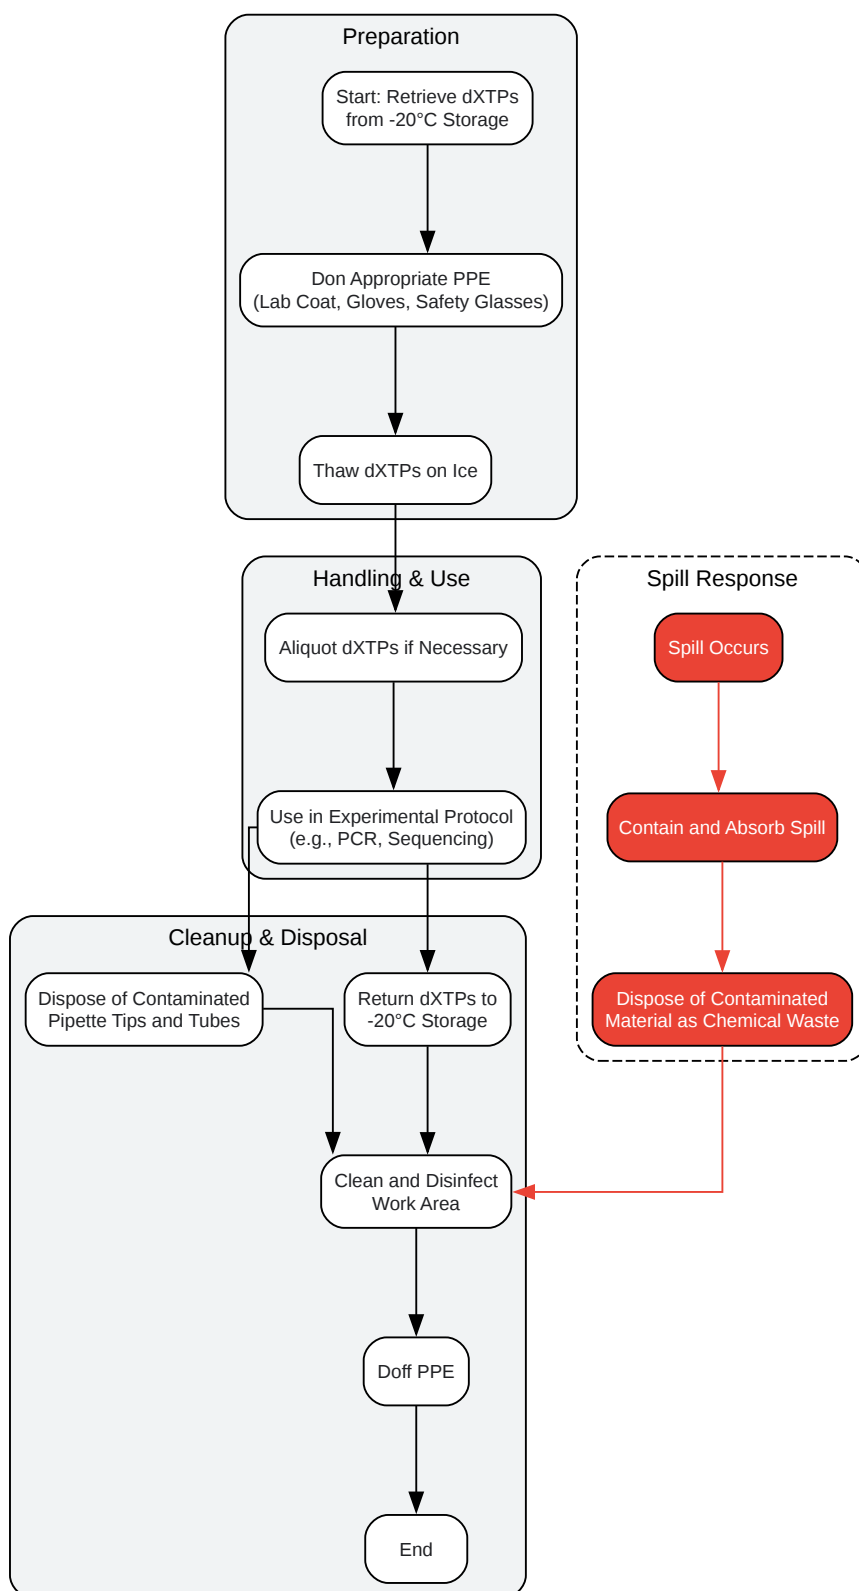 Preparation
Start: Retrieve dXTPs
from -20°C Storage
Don Appropriate PPE
(Lab Coat, Gloves, Safety Glasses)
Thaw dXTPs on Ice
Handling & Use
Aliquot dXTPs if Necessary
Use in Experimental Protocol
(e.g., PCR, Sequencing)
Spill Response
Spill Occurs
Contain and Absorb Spill
Dispose of Contaminated
Material as Chemical Waste
Cleanup & Disposal
Dispose of Contaminated
Pipette Tips and Tubes
Return dXTPs to
-20°C Storage
Clean and Disinfect
Work Area
Doff PPE
End